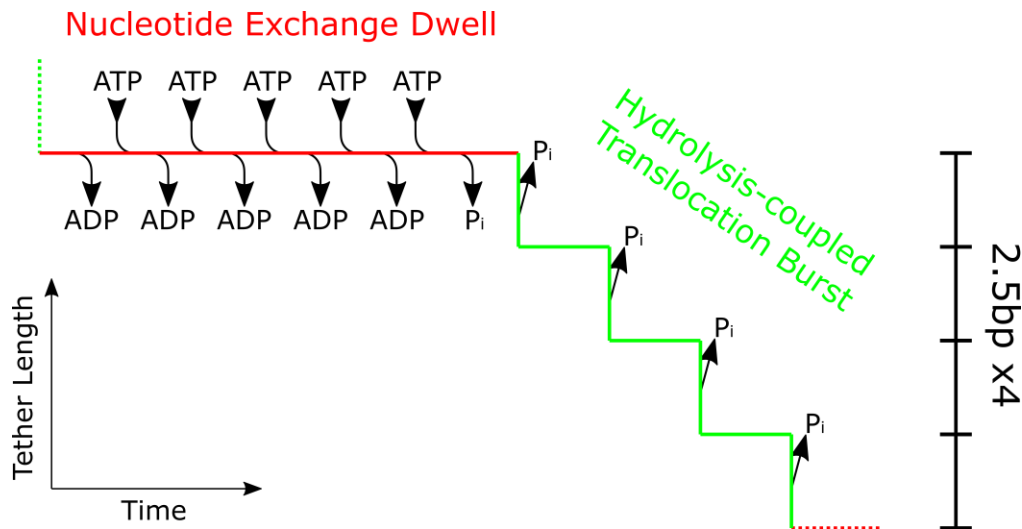 Nucleotide Exchange Dwell
ATP ATP ATP ATP ATP
ADP ADP ADP ADP ADP Pi
Pi
Pi
Pi
Pi
Hydrolysis-coupled
Translocation Burst
2.5bp x4
Tether Length
Time